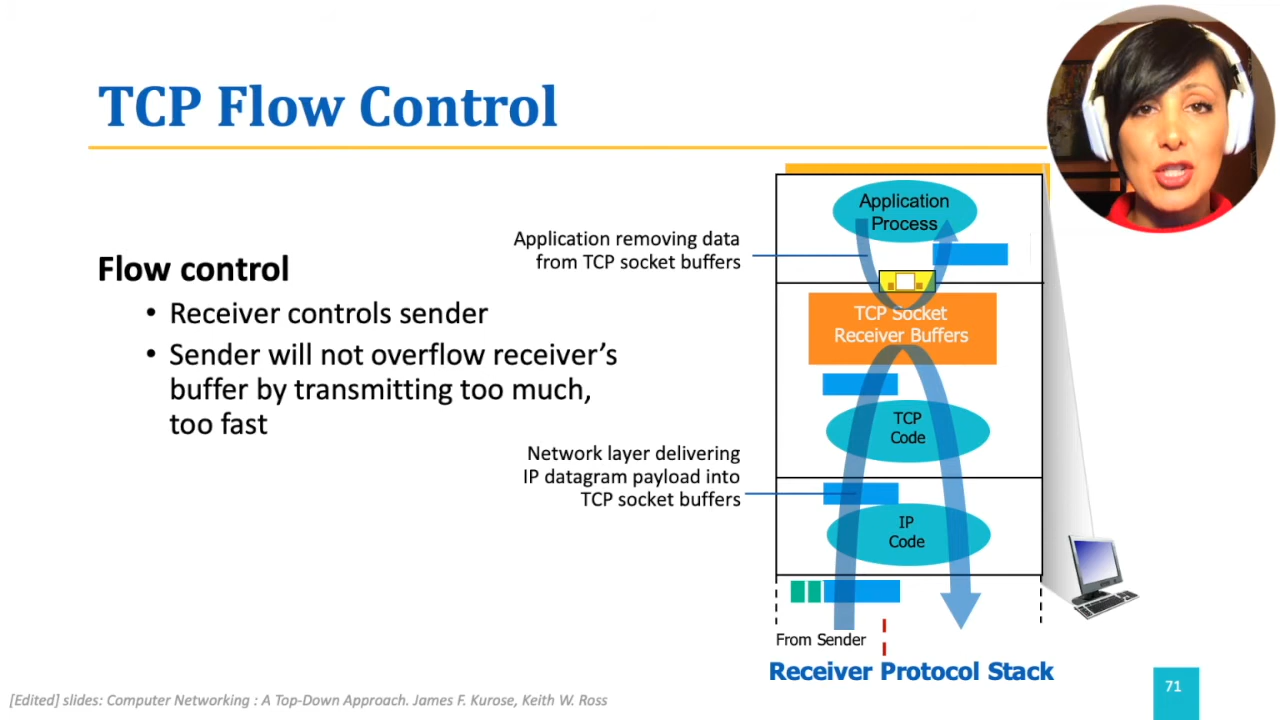 TCP Flow Control
Flow control
• Receiver controls sender
• Sender will not overflow receiver’s
buffer by transmitting too much,
too fast
Application removing data
from TCP socket buffers
Network layer delivering
IP datagram payload into
TCP socket buffers
Application
Process
TCP Socket
Receiver Buffers
TCP
Code
IP
Code
From Sender
Receiver Protocol Stack
[Edited] slides: Computer Networking : A Top-Down Approach. James F. Kurose, Keith W. Ross
71